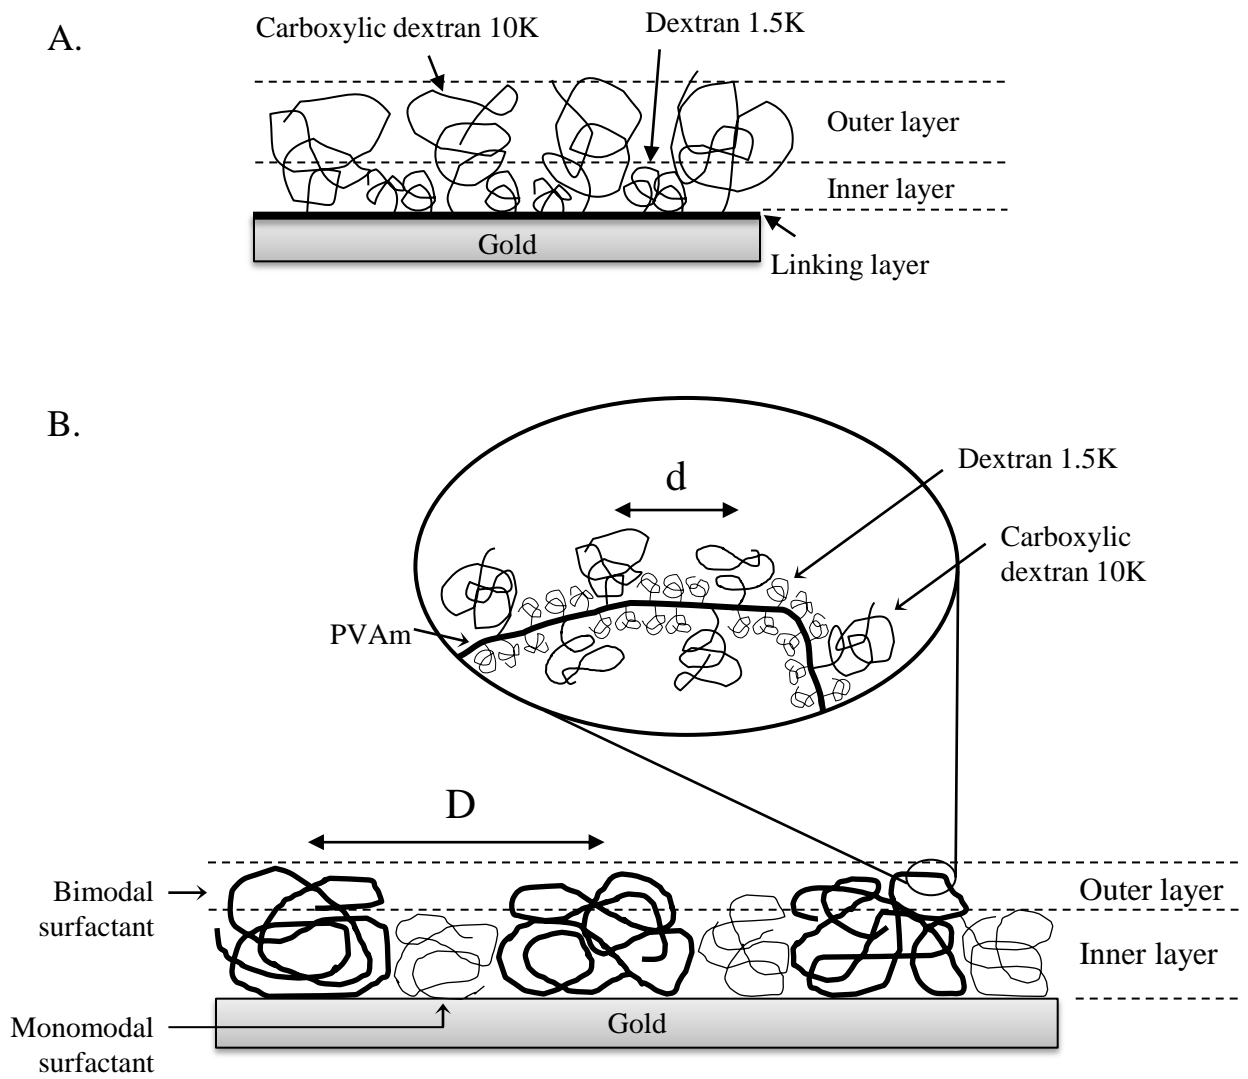 A.
Carboxylic dextran 10K
Dextran 1.5K
Outer layer
Inner layer
Gold
Linking layer
B.
d
Dextran 1.5K
Carboxylic
dextran 10K
PVAm
D
Bimodal
surfactant
Outer layer
Inner layer
Gold
Monomodal
surfactant